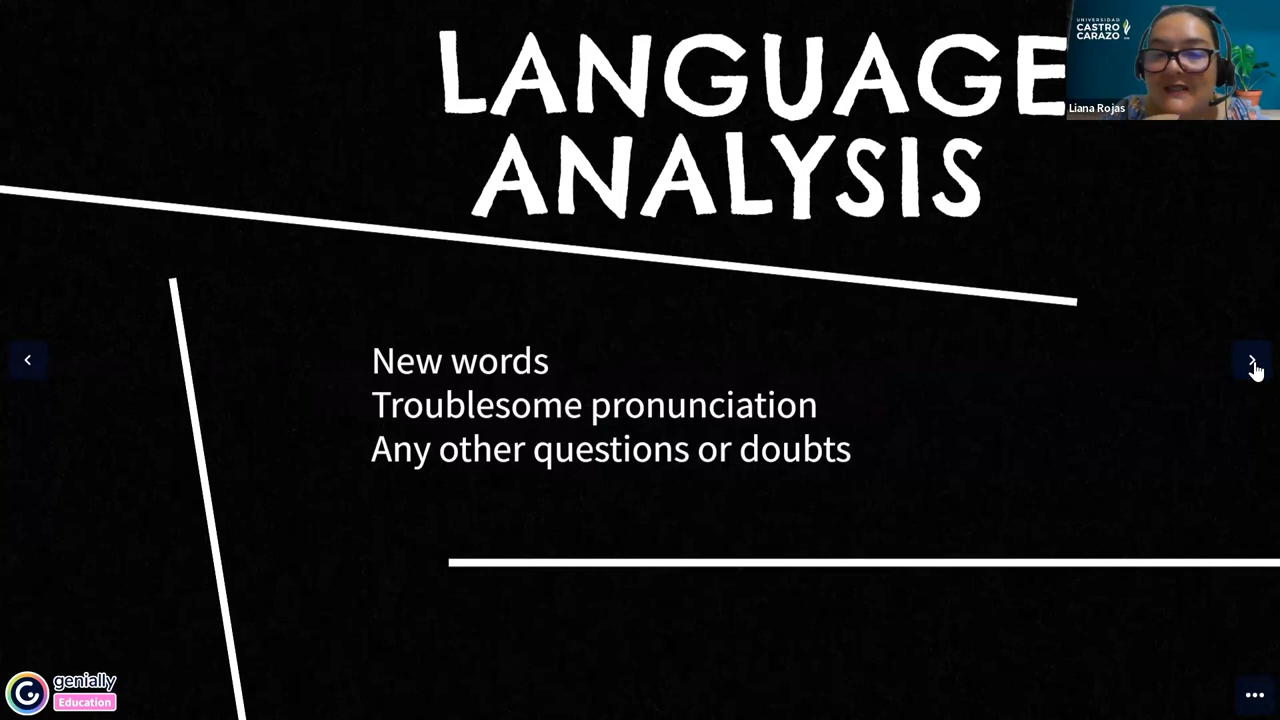 LANGUAGE
ANALYSIS
UNIVERSIDAD
CASTRO
CARAZO
Liana Rojas
New words
Troublesome pronunciation
Any other questions or doubts
genially
Education